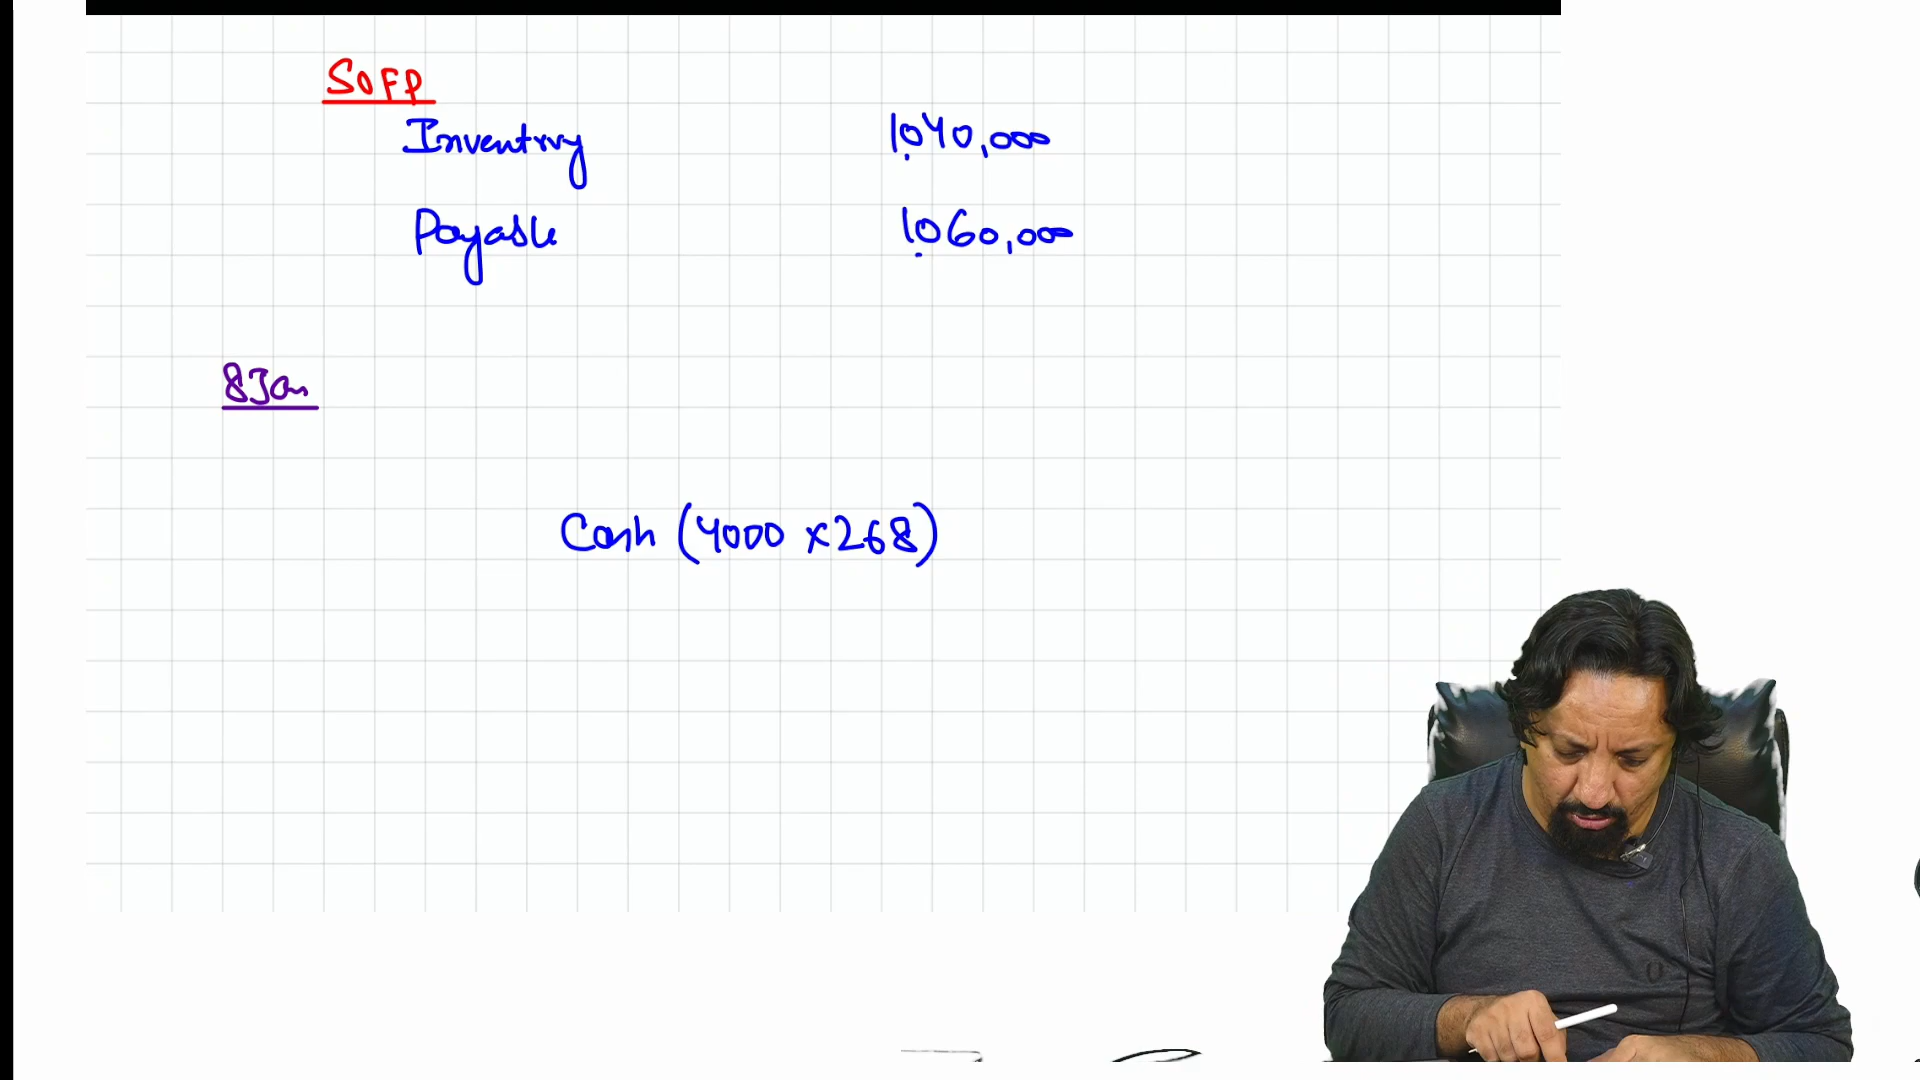 SOFP
Inventory 1,040,000
Payable 1,060,000
8 Jan
Cash (4000 x 268)